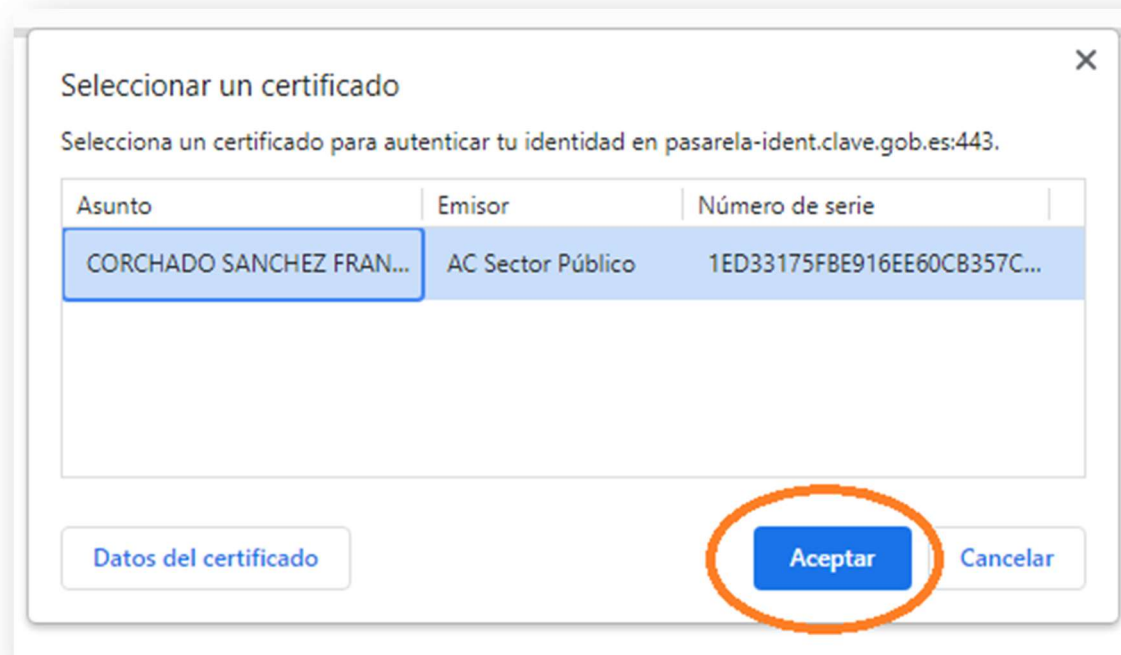 Seleccionar un certificado
Selecciona un certificado para autenticar tu identidad en pasarela-ident.clave.gob.es:443.
Asunto Emisor Número de serie
CORCHADO SANCHEZ FRAN... AC Sector Público 1ED33175FBE916EE60CB357C...
Datos del certificado Aceptar Cancelar